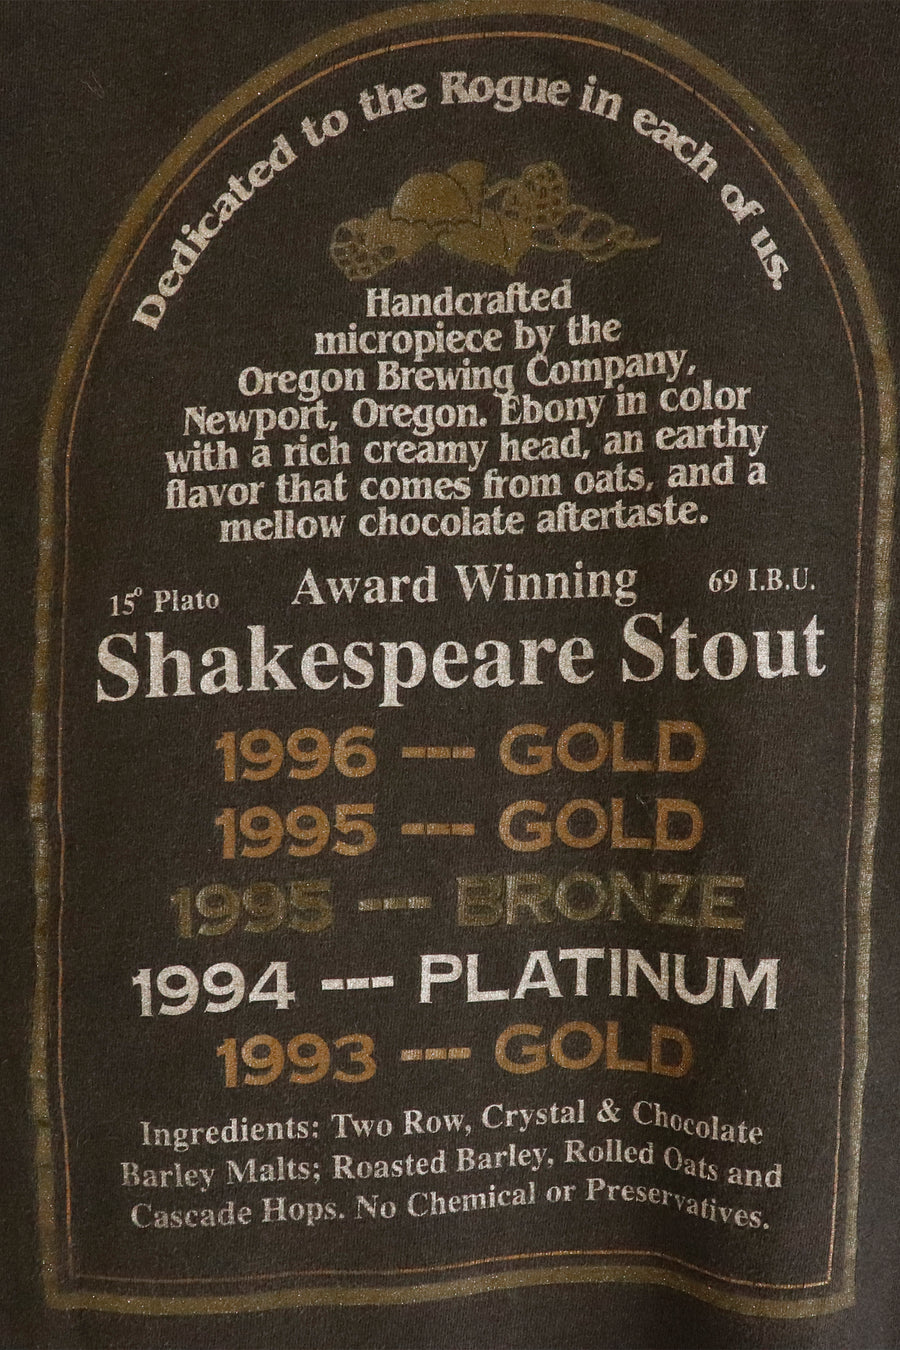 Dedicated to the Rogue in each of us.
Handcrafted
micropiece by the
Oregon Brewing Company,
Newport, Oregon. Ebony in color
with a rich creamy head, an earthy
flavor that comes from oats, and a
mellow chocolate aftertaste.
15° Plato Award Winning 69 I.B.U.
Shakespeare Stout
1996 --- GOLD
1995 --- GOLD
1995 --- BRONZE
1994 --- PLATINUM
1993 --- GOLD
Ingredients: Two Row, Crystal & Chocolate
Barley Malts; Roasted Barley, Rolled Oats and
Cascade Hops. No Chemical or Preservatives.